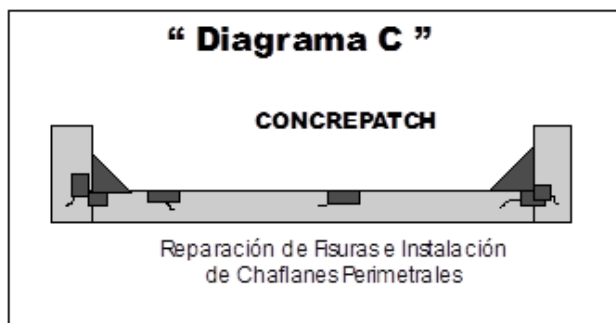 “ Diagrama C ”
CONCREPATCH
Reparación de Fisuras e Instalación
de Chaflanes Perimetrales